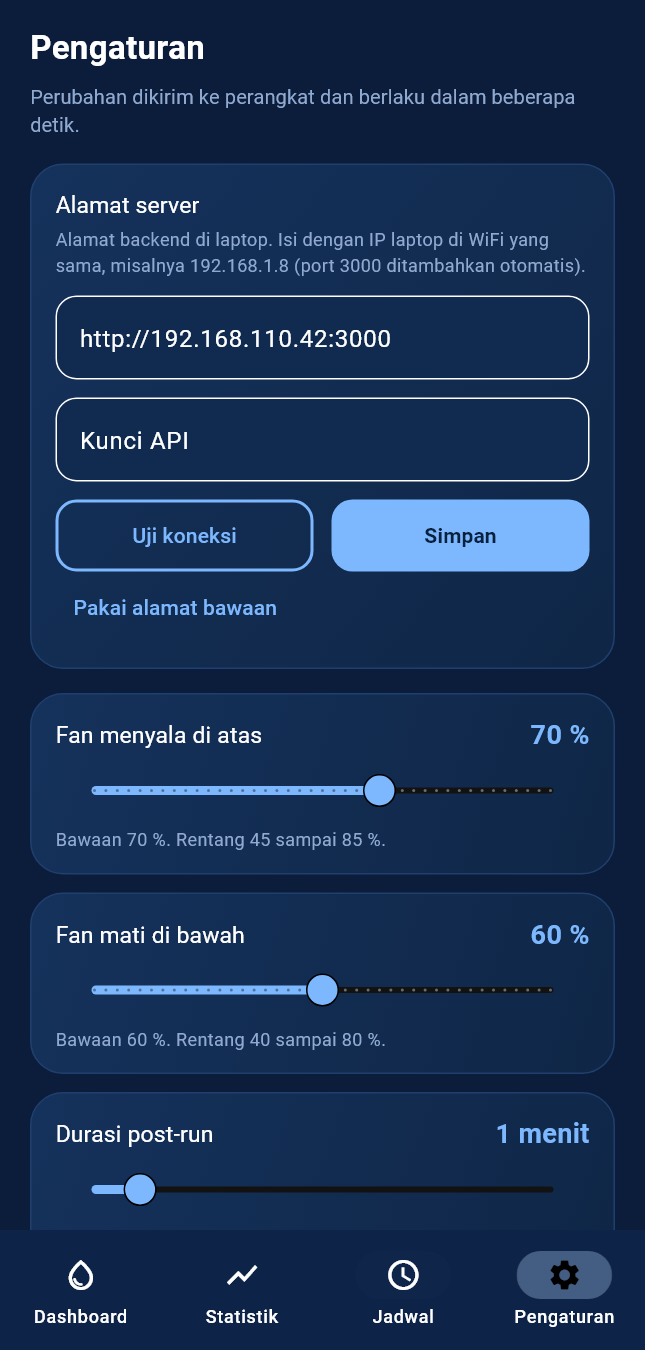 Pengaturan
Perubahan dikirim ke perangkat dan berlaku dalam beberapa
detik.
Alamat server
Alamat backend di laptop. Isi dengan IP laptop di WiFi yang
sama, misalnya 192.168.1.8 (port 3000 ditambahkan otomatis).
http://192.168.110.42:3000
Kunci API
Uji koneksi Simpan
Pakai alamat bawaan
Fan menyala di atas 70 %
Bawaan 70 %. Rentang 45 sampai 85 %.
Fan mati di bawah 60 %
Bawaan 60 %. Rentang 40 sampai 80 %.
Durasi post-run 1 menit
Dashboard Statistik Jadwal Pengaturan